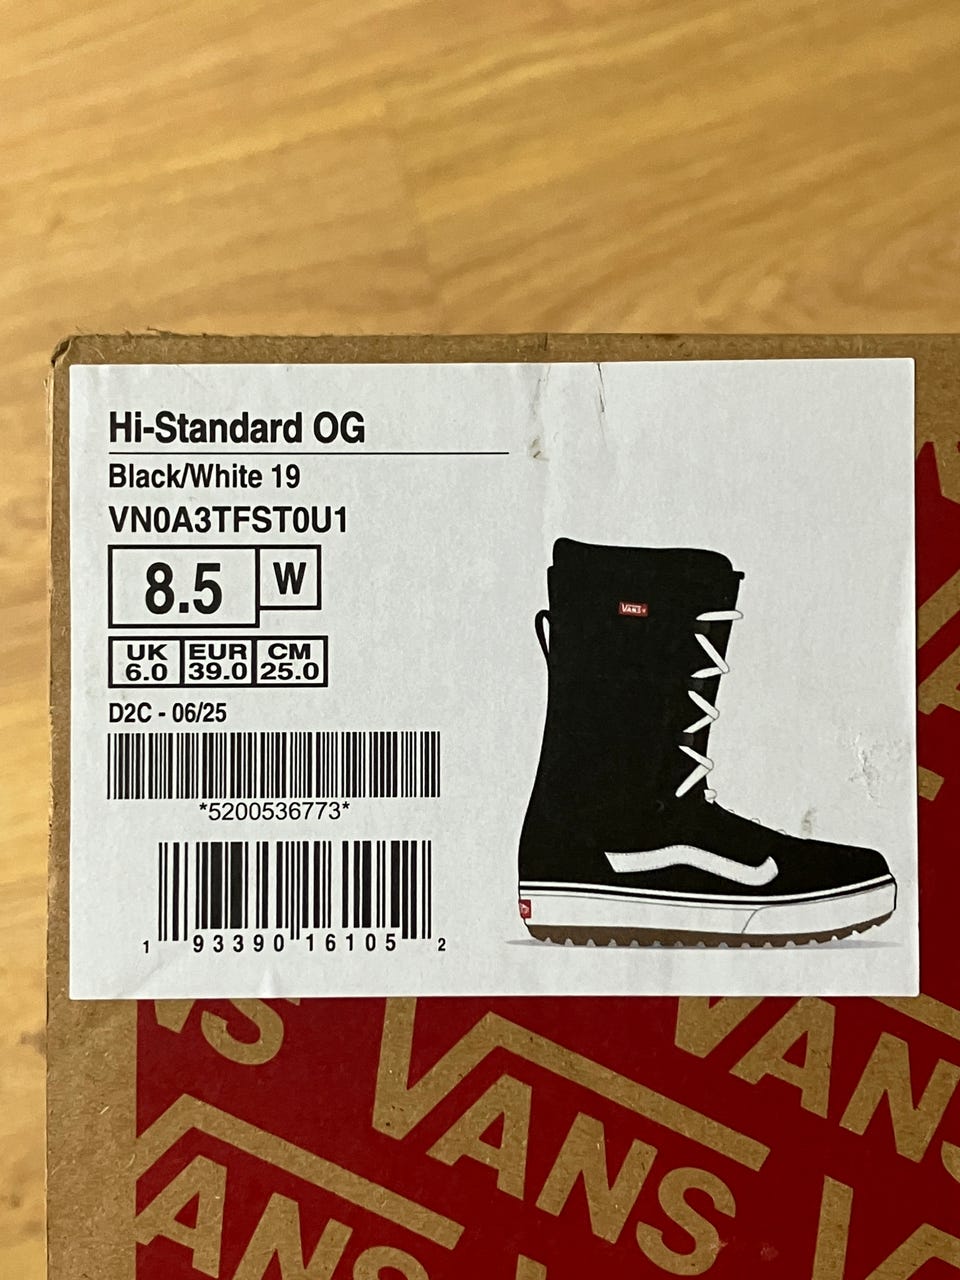 Hi-Standard OG
Black/White 19
VN0A3TFST0U1
8.5 W
UK EUR CM
6.0 39.0 25.0
D2C - 06/25
*5200536773*
1 93390 16105 2
VANS
VANS
VANS
VANS